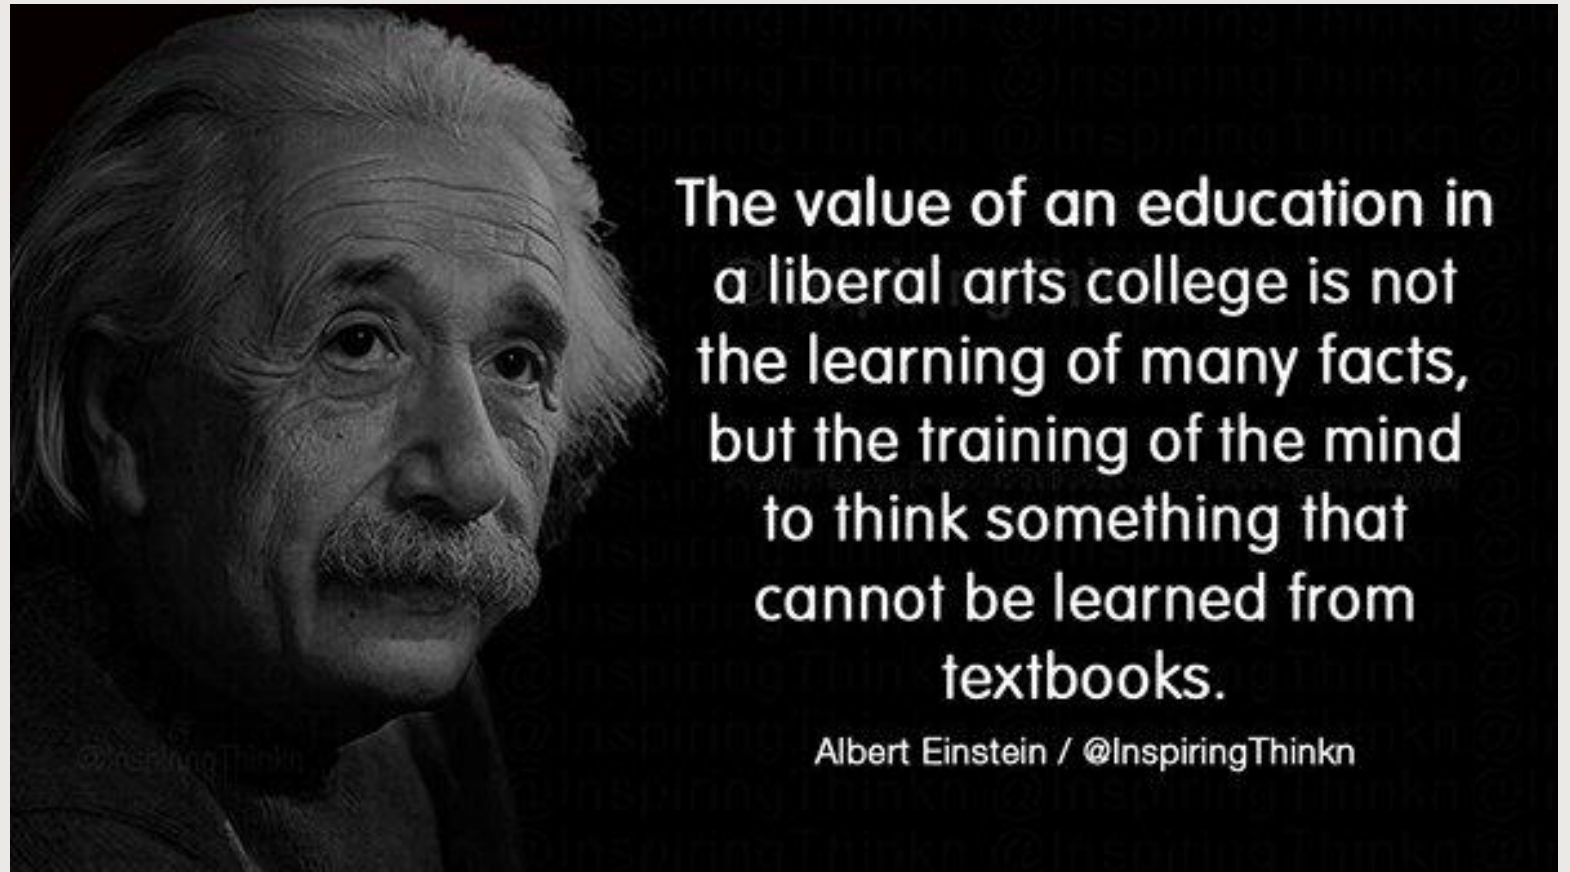 The value of an education in
a liberal arts college is not
the learning of many facts,
but the training of the mind
to think something that
cannot be learned from
textbooks.
Albert Einstein / @InspiringThinkn
@InspiringThinkn